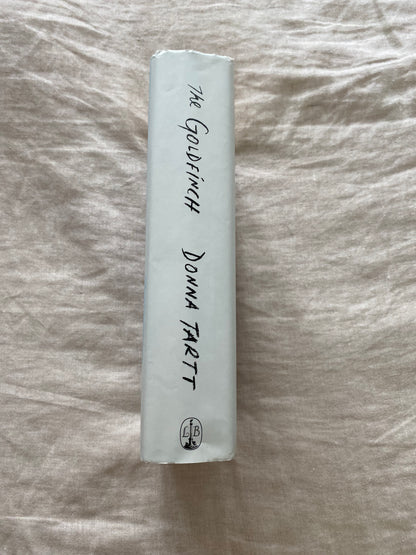 The GOLDFINCH DONNA TARTT
LB